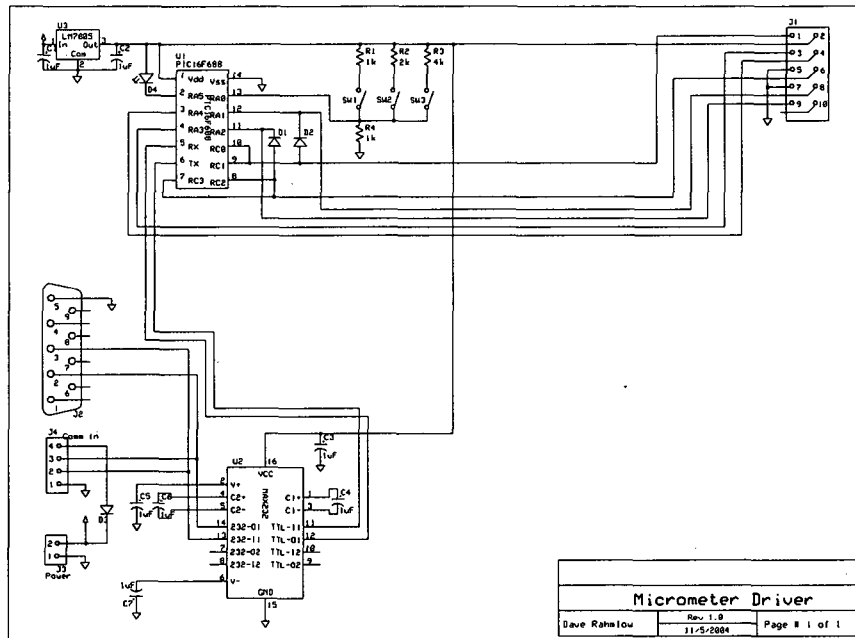 U3
LM7805
In Out
Com
1 3
2
C1
1uF
C2
1uF
D4
U1
PIC16F688
PIC16F688
1 Vdd Vss 14
2 RA5 RA0 13
3 RA4 RA1 12
4 RA3 RA2 11
5 RX RC0 10
6 TX RC1 9
7 RC3 RC2 8
D1
D2
R1
1k
R2
2k
R3
4k
SW1
SW2
SW3
R4
1k
J1
1 2
3 4
5 6
7 8
9 10
5
9
4
8
3
7
2
6
1
J2
J4
Comm In
4
3
2
1
D3
2
1
J3
Power
C3
1uF
U2
MAX232
16
VCC
2 V+
4 C2+ C1+ 1
5 C2- C1- 3
14 232-O1 TTL-I1 11
13 232-I1 TTL-O1 12
7 232-O2 TTL-I2 10
8 232-I2 TTL-O2 9
6 V-
GND
15
C4
1uF
C5
1uF
C6
1uF
1uF
C7
Micrometer Driver
Dave Rahmlow
Rev 1.0
11/5/2004
Page # 1 of 1